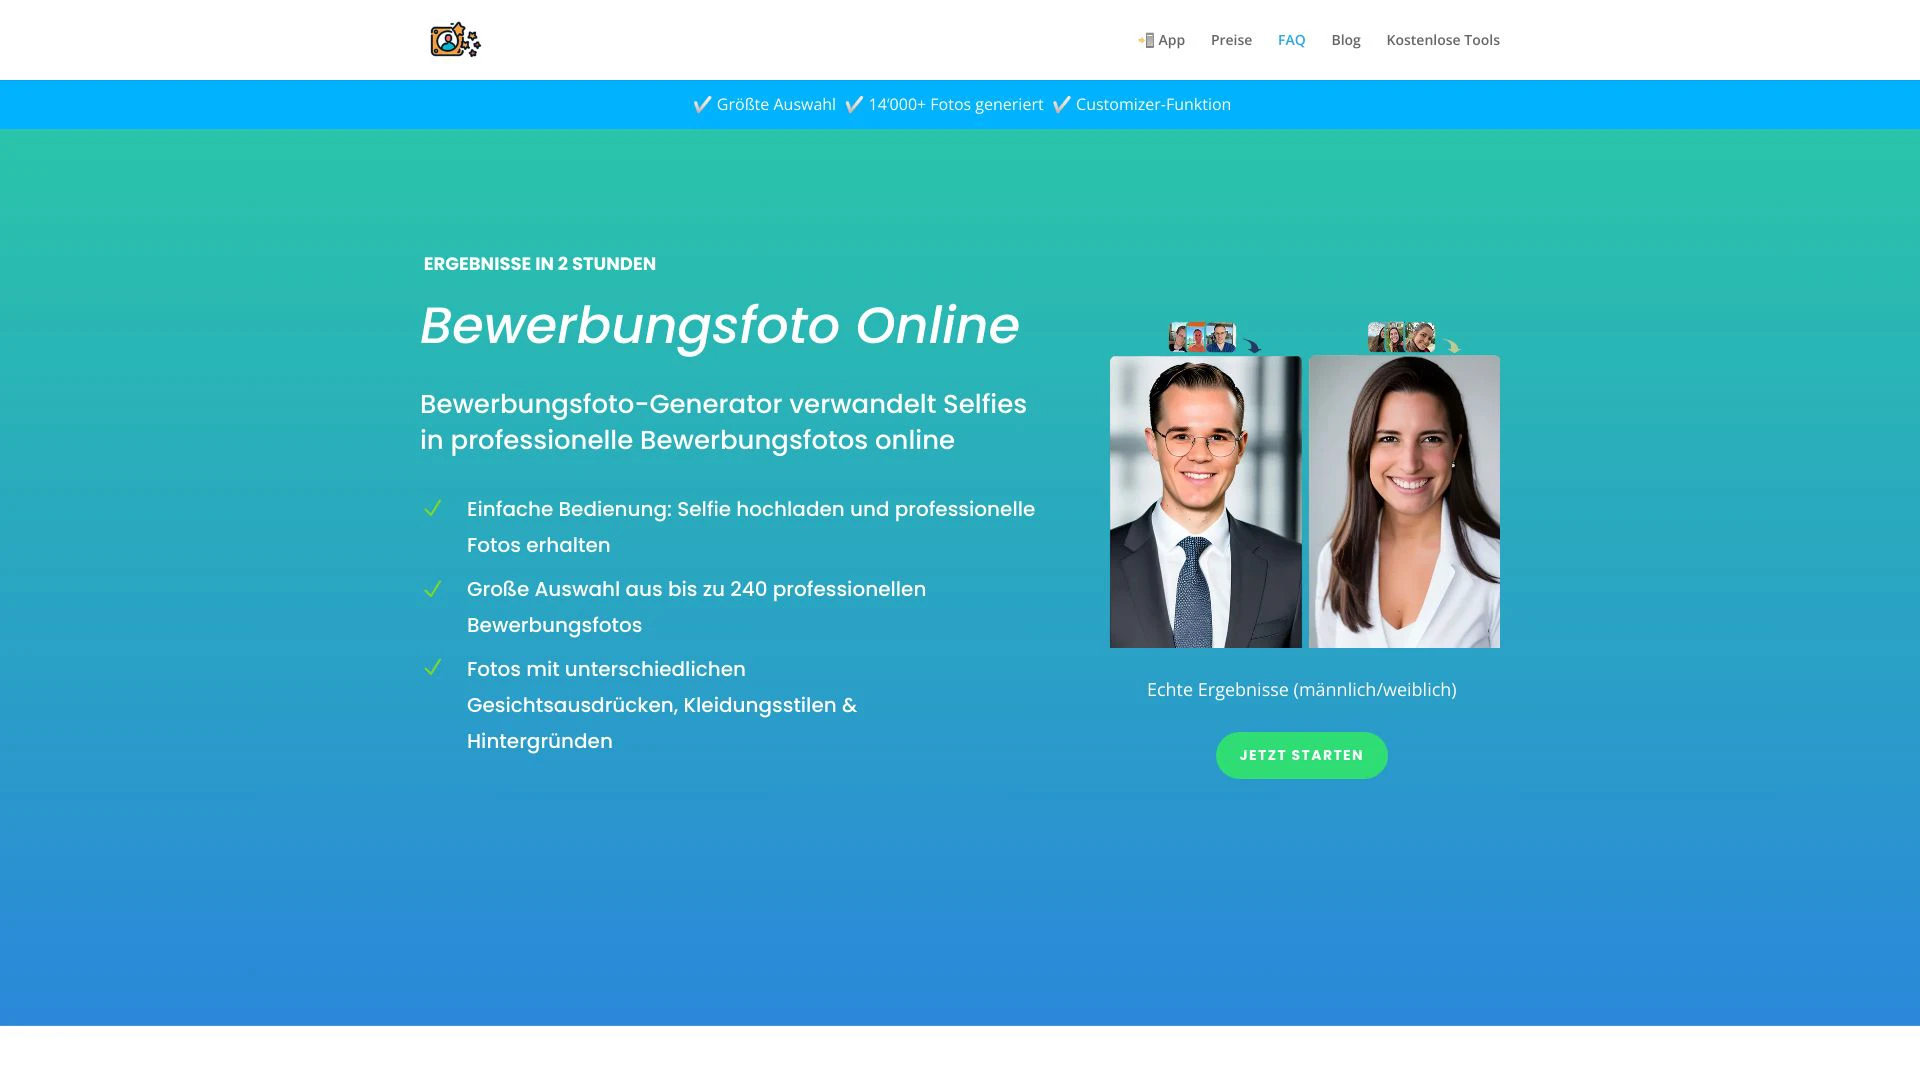 App
Preise
FAQ
Blog
Kostenlose Tools
✔️ Größte Auswahl ✔️ 14’000+ Fotos generiert ✔️ Customizer-Funktion
ERGEBNISSE IN 2 STUNDEN
Bewerbungsfoto Online
Bewerbungsfoto-Generator verwandelt Selfies
in professionelle Bewerbungsfotos online
Einfache Bedienung: Selfie hochladen und professionelle
Fotos erhalten
Große Auswahl aus bis zu 240 professionellen
Bewerbungsfotos
Fotos mit unterschiedlichen
Gesichtsausdrücken, Kleidungsstilen &
Hintergründen
Echte Ergebnisse (männlich/weiblich)
JETZT STARTEN